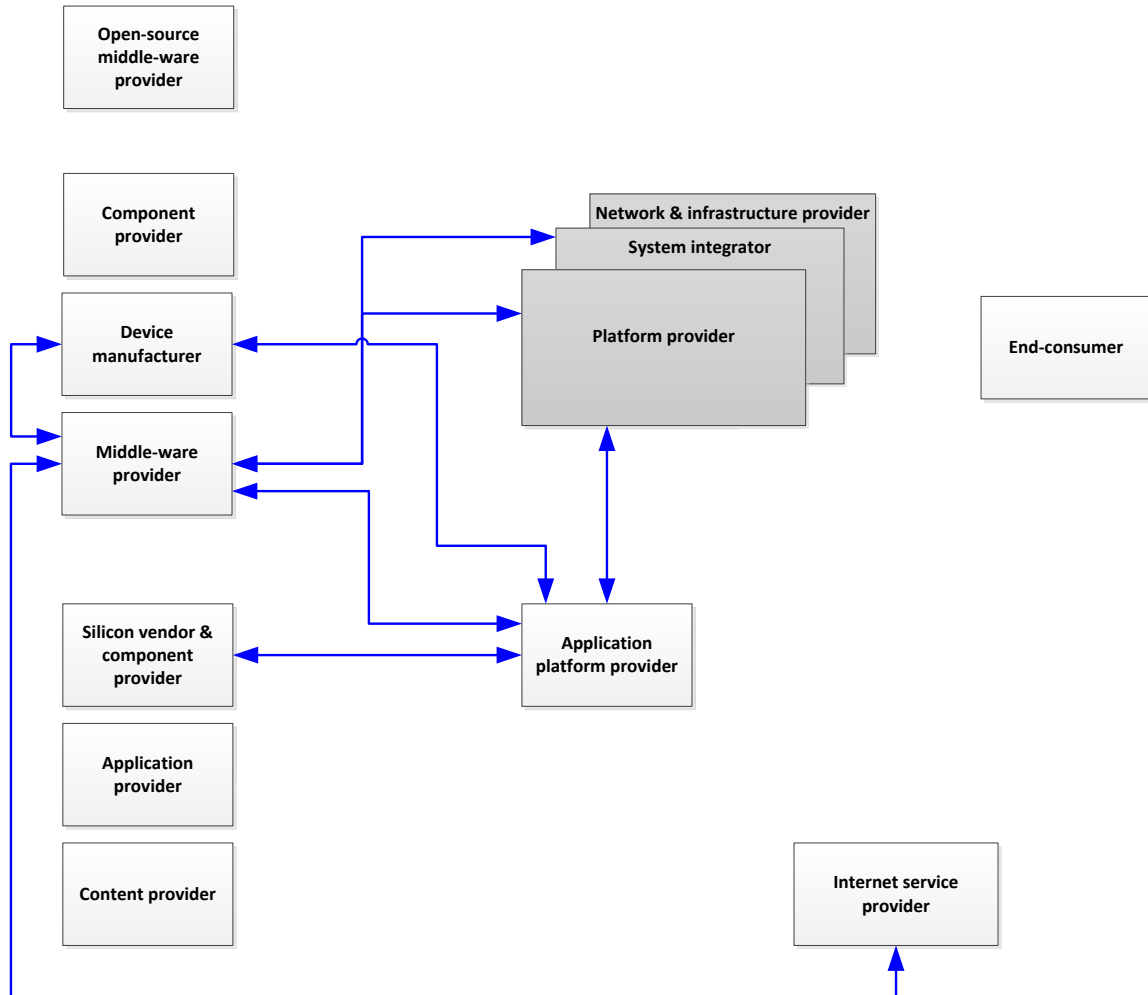 Open-source
middle-ware
provider
Component
provider
Network & infrastructure provider
System integrator
Platform provider
Device
manufacturer
End-consumer
Middle-ware
provider
Silicon vendor &
component
provider
Application
platform provider
Application
provider
Content provider
Internet service
provider